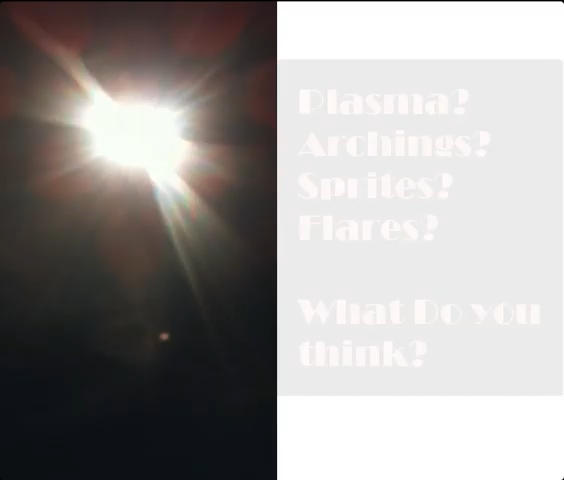 Plasma?
Archings?
Sprites?
Flares?
What Do you
think?